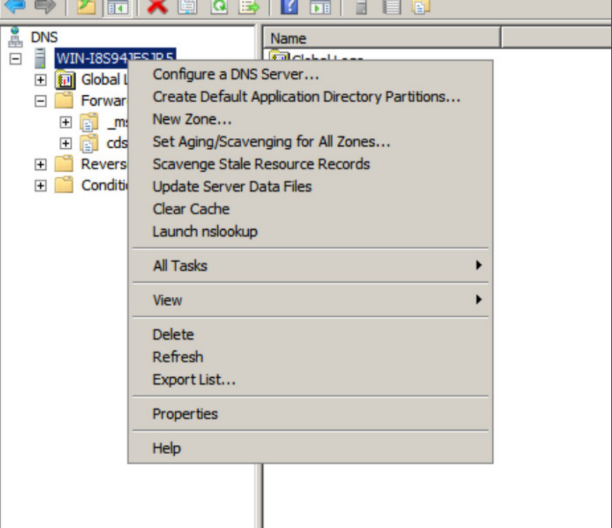 DNS
Name
WIN-I8S94JESJR5
Global L
Global Logs
Configure a DNS Server...
Create Default Application Directory Partitions...
Forwar
New Zone...
_ms
Set Aging/Scavenging for All Zones...
cds
Scavenge Stale Resource Records
Revers
Update Server Data Files
Conditi
Clear Cache
Launch nslookup
All Tasks
View
Delete
Refresh
Export List...
Properties
Help